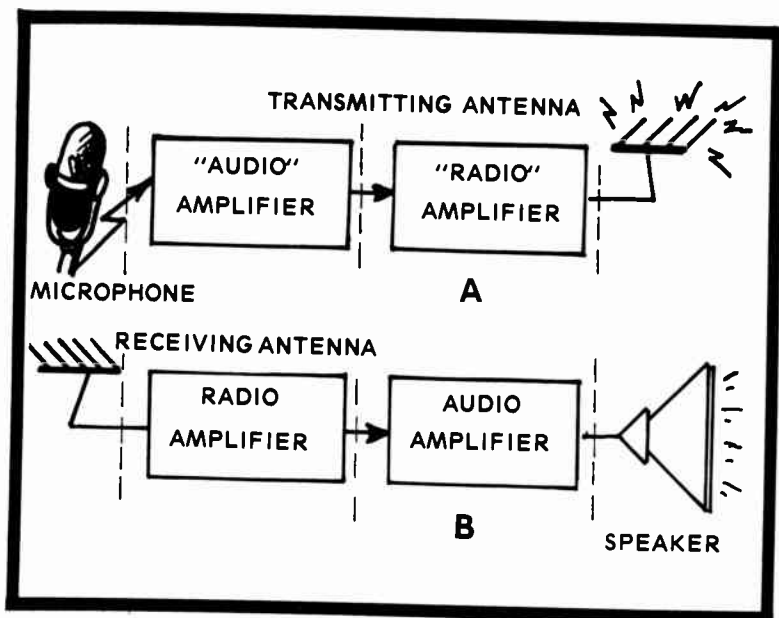 TRANSMITTING ANTENNA
"AUDIO"
AMPLIFIER
"RADIO"
AMPLIFIER
MICROPHONE
A
RECEIVING ANTENNA
RADIO
AMPLIFIER
AUDIO
AMPLIFIER
B
SPEAKER